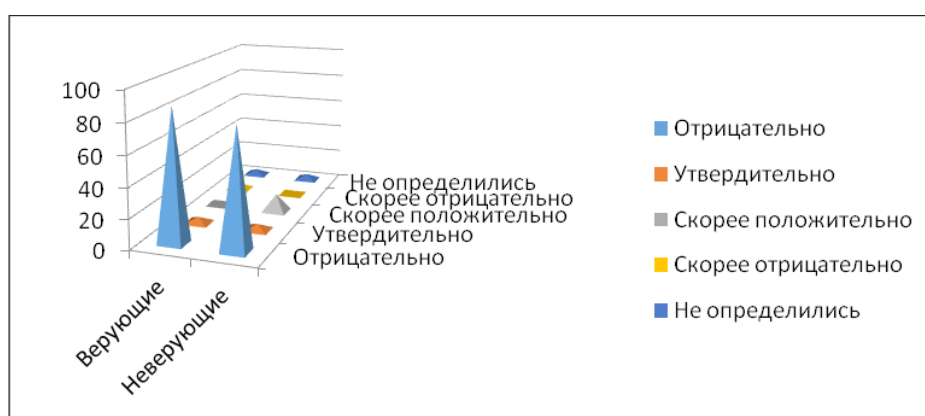 100
80
60
40
20
0
Не определились
Скорее отрицательно
Скорее положительно
Утвердительно
Отрицательно
Верующие
Неверующие
Отрицательно
Утвердительно
Скорее положительно
Скорее отрицательно
Не определились